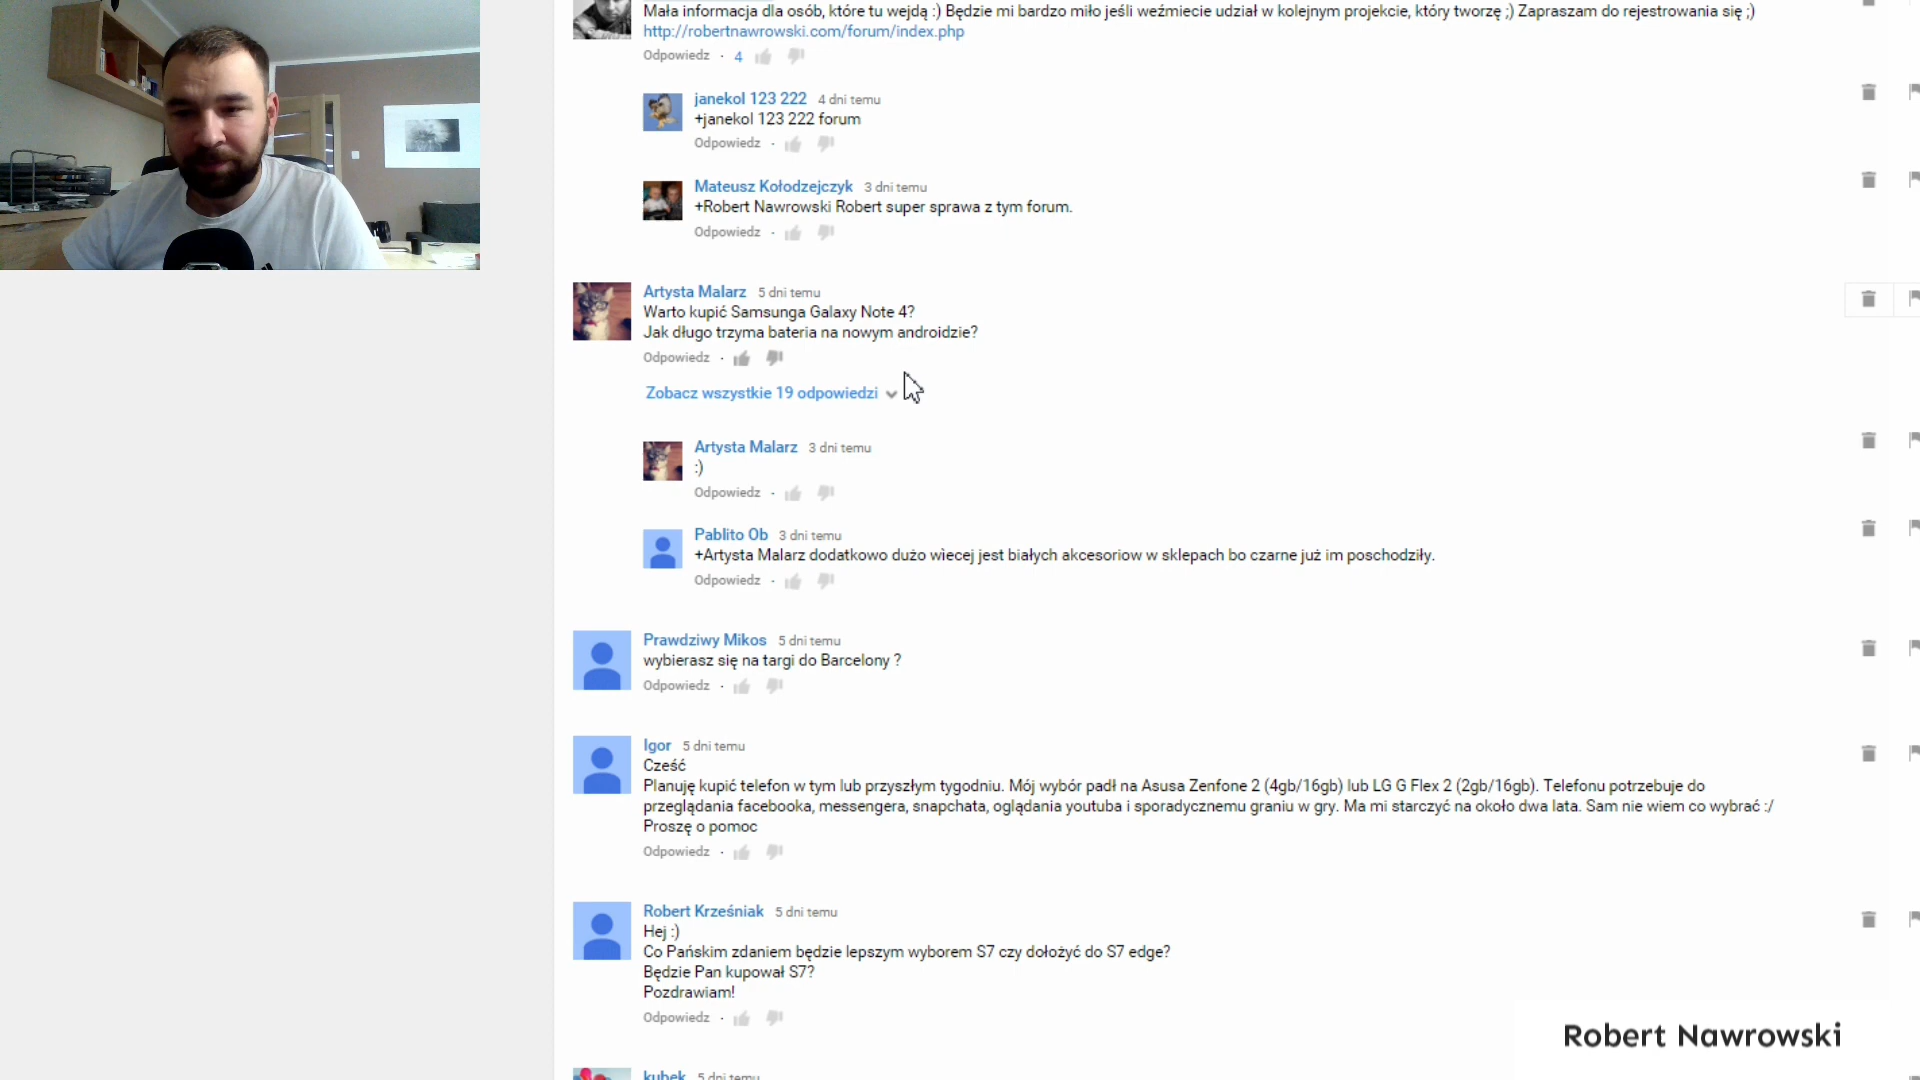 Mała informacja dla osób, które tu wejdą :) Będzie mi bardzo miło jeśli weźmiecie udział w kolejnym projekcie, który tworzę ;) Zapraszam do rejestrowania się ;)
http://robertnawrowski.com/forum/index.php
Odpowiedz · 4
janekol 123 222 4 dni temu
+janekol 123 222 forum
Odpowiedz ·
Mateusz Kołodzejczyk 3 dni temu
+Robert Nawrowski Robert super sprawa z tym forum.
Odpowiedz ·
Artysta Malarz 5 dni temu
Warto kupić Samsunga Galaxy Note 4?
Jak długo trzyma bateria na nowym androidzie?
Odpowiedz ·
Zobacz wszystkie 19 odpowiedzi
Artysta Malarz 3 dni temu
:)
Odpowiedz ·
Pablito Ob 3 dni temu
+Artysta Malarz dodatkowo dużo wiecej jest białych akcesoriow w sklepach bo czarne już im poschodziły.
Odpowiedz ·
Prawdziwy Mikos 5 dni temu
wybierasz się na targi do Barcelony ?
Odpowiedz ·
Igor 5 dni temu
Cześć
Planuję kupić telefon w tym lub przyszłym tygodniu. Mój wybór padł na Asusa Zenfone 2 (4gb/16gb) lub LG G Flex 2 (2gb/16gb). Telefonu potrzebuje do
przeglądania facebooka, messengera, snapchata, oglądania youtuba i sporadycznemu graniu w gry. Ma mi starczyć na około dwa lata. Sam nie wiem co wybrać :/
Proszę o pomoc
Odpowiedz ·
Robert Krześniak 5 dni temu
Hej :)
Co Pańskim zdaniem będzie lepszym wyborem S7 czy dołożyć do S7 edge?
Będzie Pan kupował S7?
Pozdrawiam!
Odpowiedz ·
Robert Nawrowski
kubek 5 dni temu